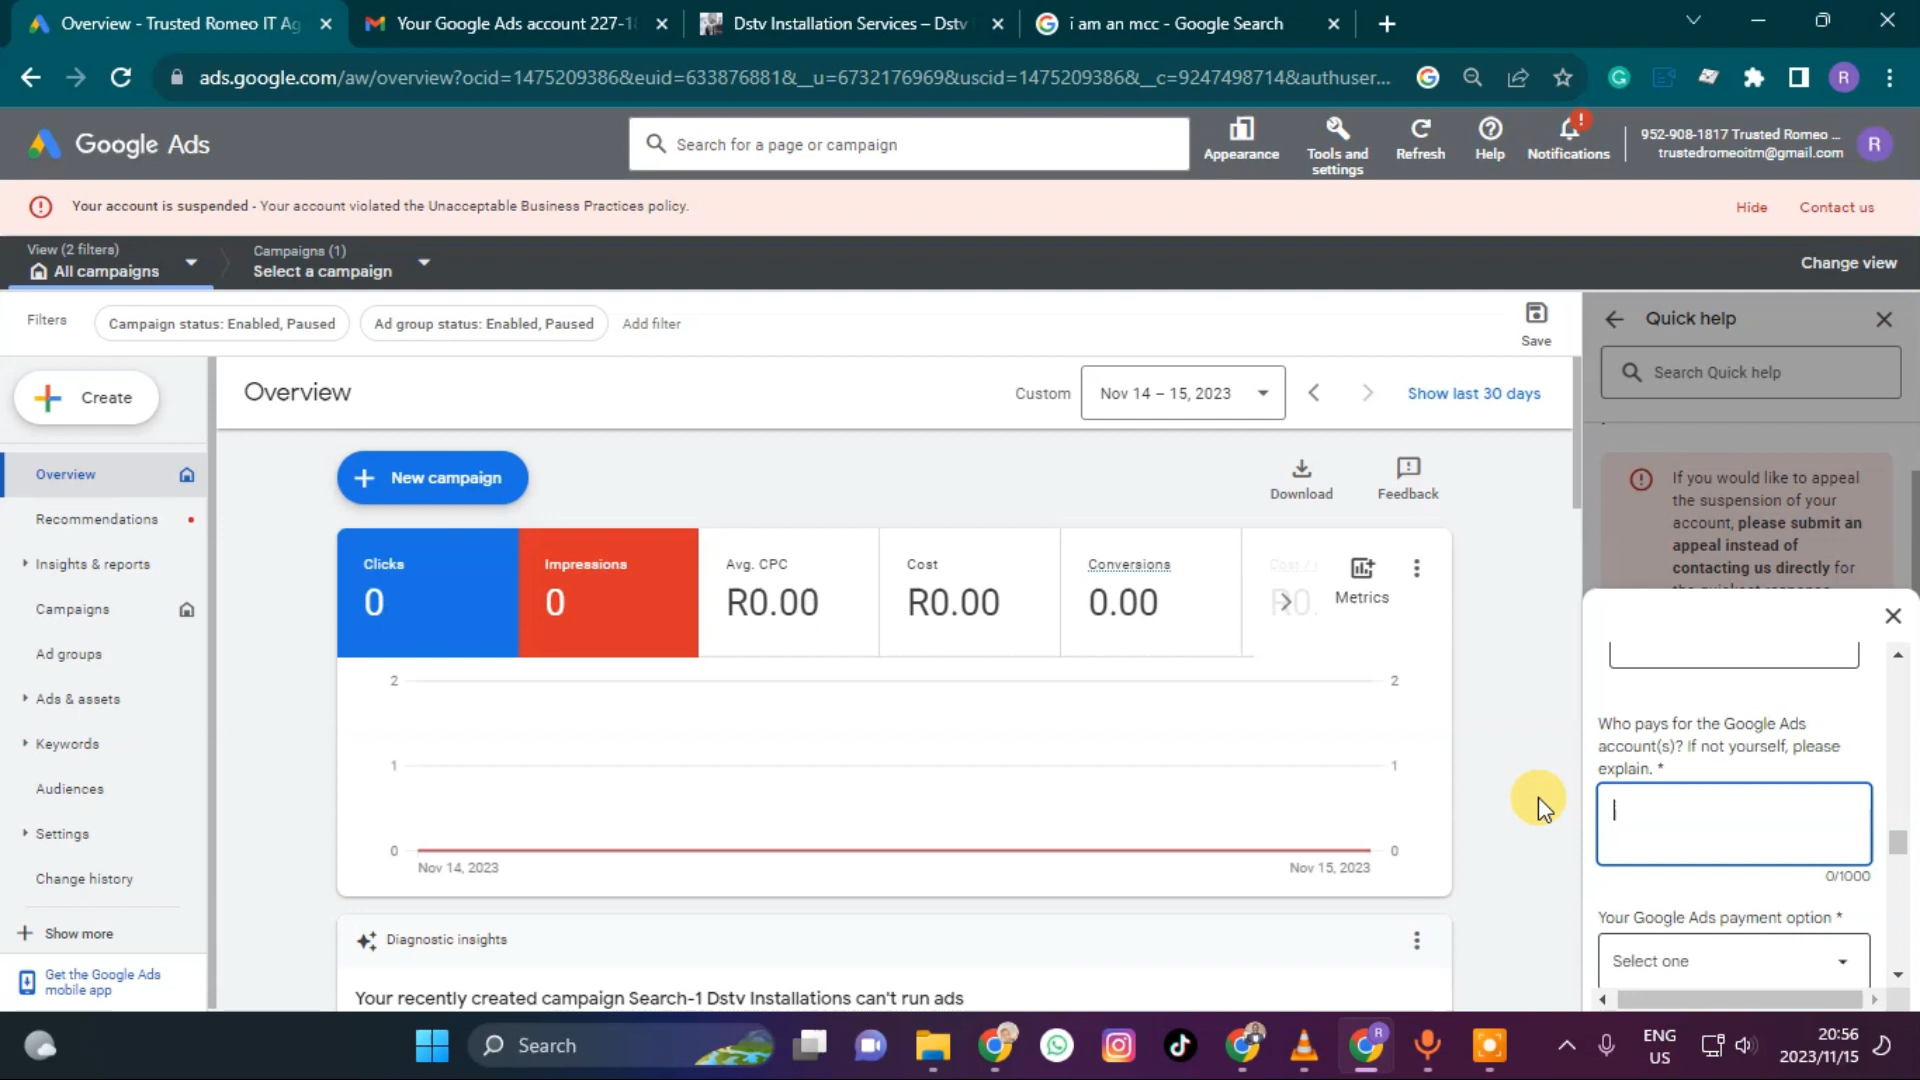 Overview - Trusted Romeo IT Ag
Your Google Ads account 227-18
Dstv Installation Services – Dstv
i am an mcc - Google Search
ads.google.com/aw/overview?ocid=1475209386&euid=633876881&__u=6732176969&uscid=1475209386&__c=9247498714&authuser...
R
Google Ads
Search for a page or campaign
Appearance
Tools and settings
Refresh
Help
Notifications
952-908-1817 Trusted Romeo ...
trustedromeoitm@gmail.com
R
Your account is suspended - Your account violated the Unacceptable Business Practices policy.
Hide
Contact us
View (2 filters)
All campaigns
Campaigns (1)
Select a campaign
Change view
Filters
Campaign status: Enabled, Paused
Ad group status: Enabled, Paused
Add filter
Save
Quick help
Search Quick help
Create
Overview
Custom
Nov 14 – 15, 2023
Show last 30 days
Overview
Recommendations
Insights & reports
Campaigns
Ad groups
Ads & assets
Keywords
Audiences
Settings
Change history
Show more
Get the Google Ads
mobile app
New campaign
Download
Feedback
Clicks
0
Impressions
0
Avg. CPC
R0.00
Cost
R0.00
Conversions
0.00
Cost /
R0.
Metrics
2
2
1
1
0
0
Nov 14, 2023
Nov 15, 2023
Diagnostic insights
Your recently created campaign Search-1 Dstv Installations can't run ads
If you would like to appeal
the suspension of your
account, please submit an
appeal instead of
contacting us directly for
the quickest response
Who pays for the Google Ads
account(s)? If not yourself, please
explain. *
0/1000
Your Google Ads payment option *
Select one
Search
R
ENG
US
20:56
2023/11/15